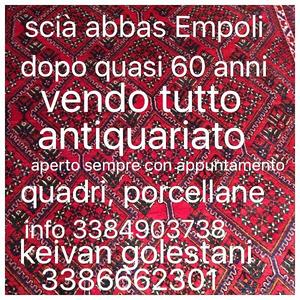 scià abbas Empoli
dopo quasi 60 anni
vendo tutto
antiquariato
aperto sempre con appuntamento
quadri, porcellane
info 3384903738
keivan golestani
3386662301